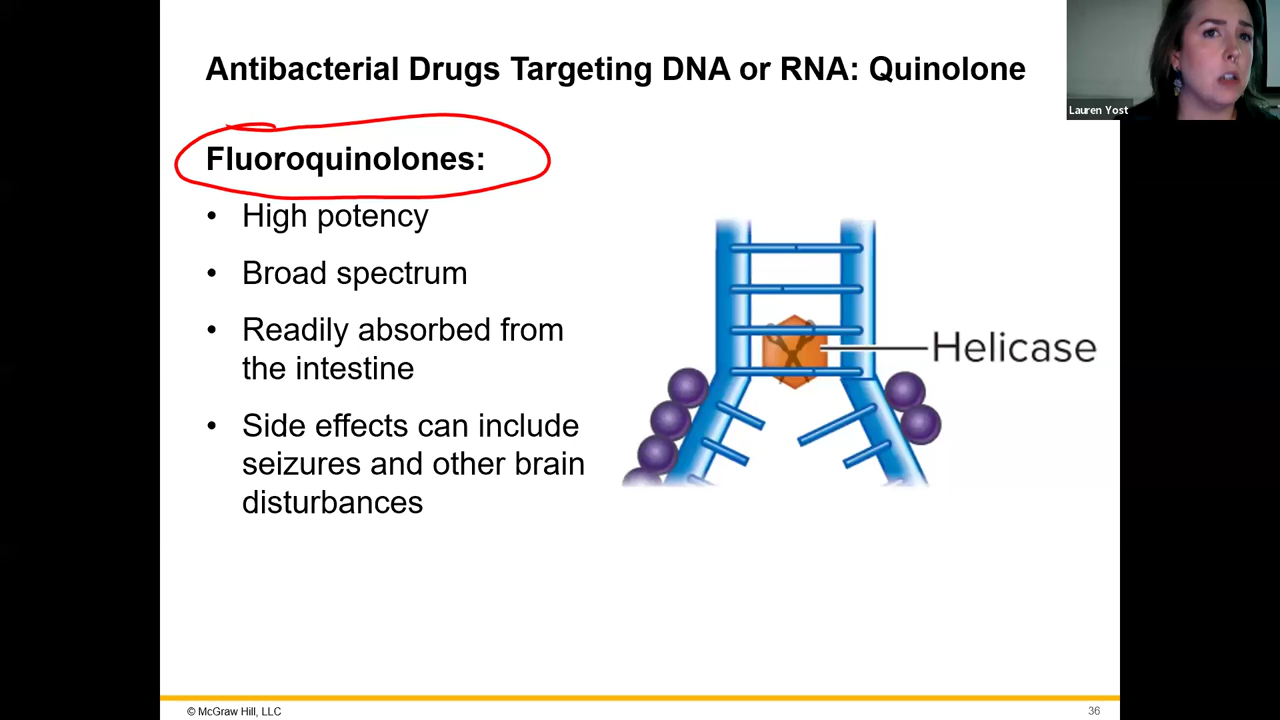 Antibacterial Drugs Targeting DNA or RNA: Quinolone
Lauren Yost
Fluoroquinolones:
• High potency
• Broad spectrum
• Readily absorbed from
the intestine
• Side effects can include
seizures and other brain
disturbances
Helicase
© McGraw Hill, LLC
36